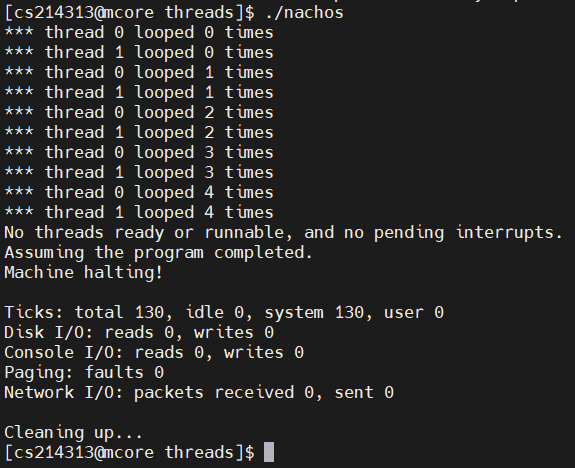 [cs214313@mcore threads]$ ./nachos
*** thread 0 looped 0 times
*** thread 1 looped 0 times
*** thread 0 looped 1 times
*** thread 1 looped 1 times
*** thread 0 looped 2 times
*** thread 1 looped 2 times
*** thread 0 looped 3 times
*** thread 1 looped 3 times
*** thread 0 looped 4 times
*** thread 1 looped 4 times
No threads ready or runnable, and no pending interrupts.
Assuming the program completed.
Machine halting!

Ticks: total 130, idle 0, system 130, user 0
Disk I/O: reads 0, writes 0
Console I/O: reads 0, writes 0
Paging: faults 0
Network I/O: packets received 0, sent 0

Cleaning up...
[cs214313@mcore threads]$